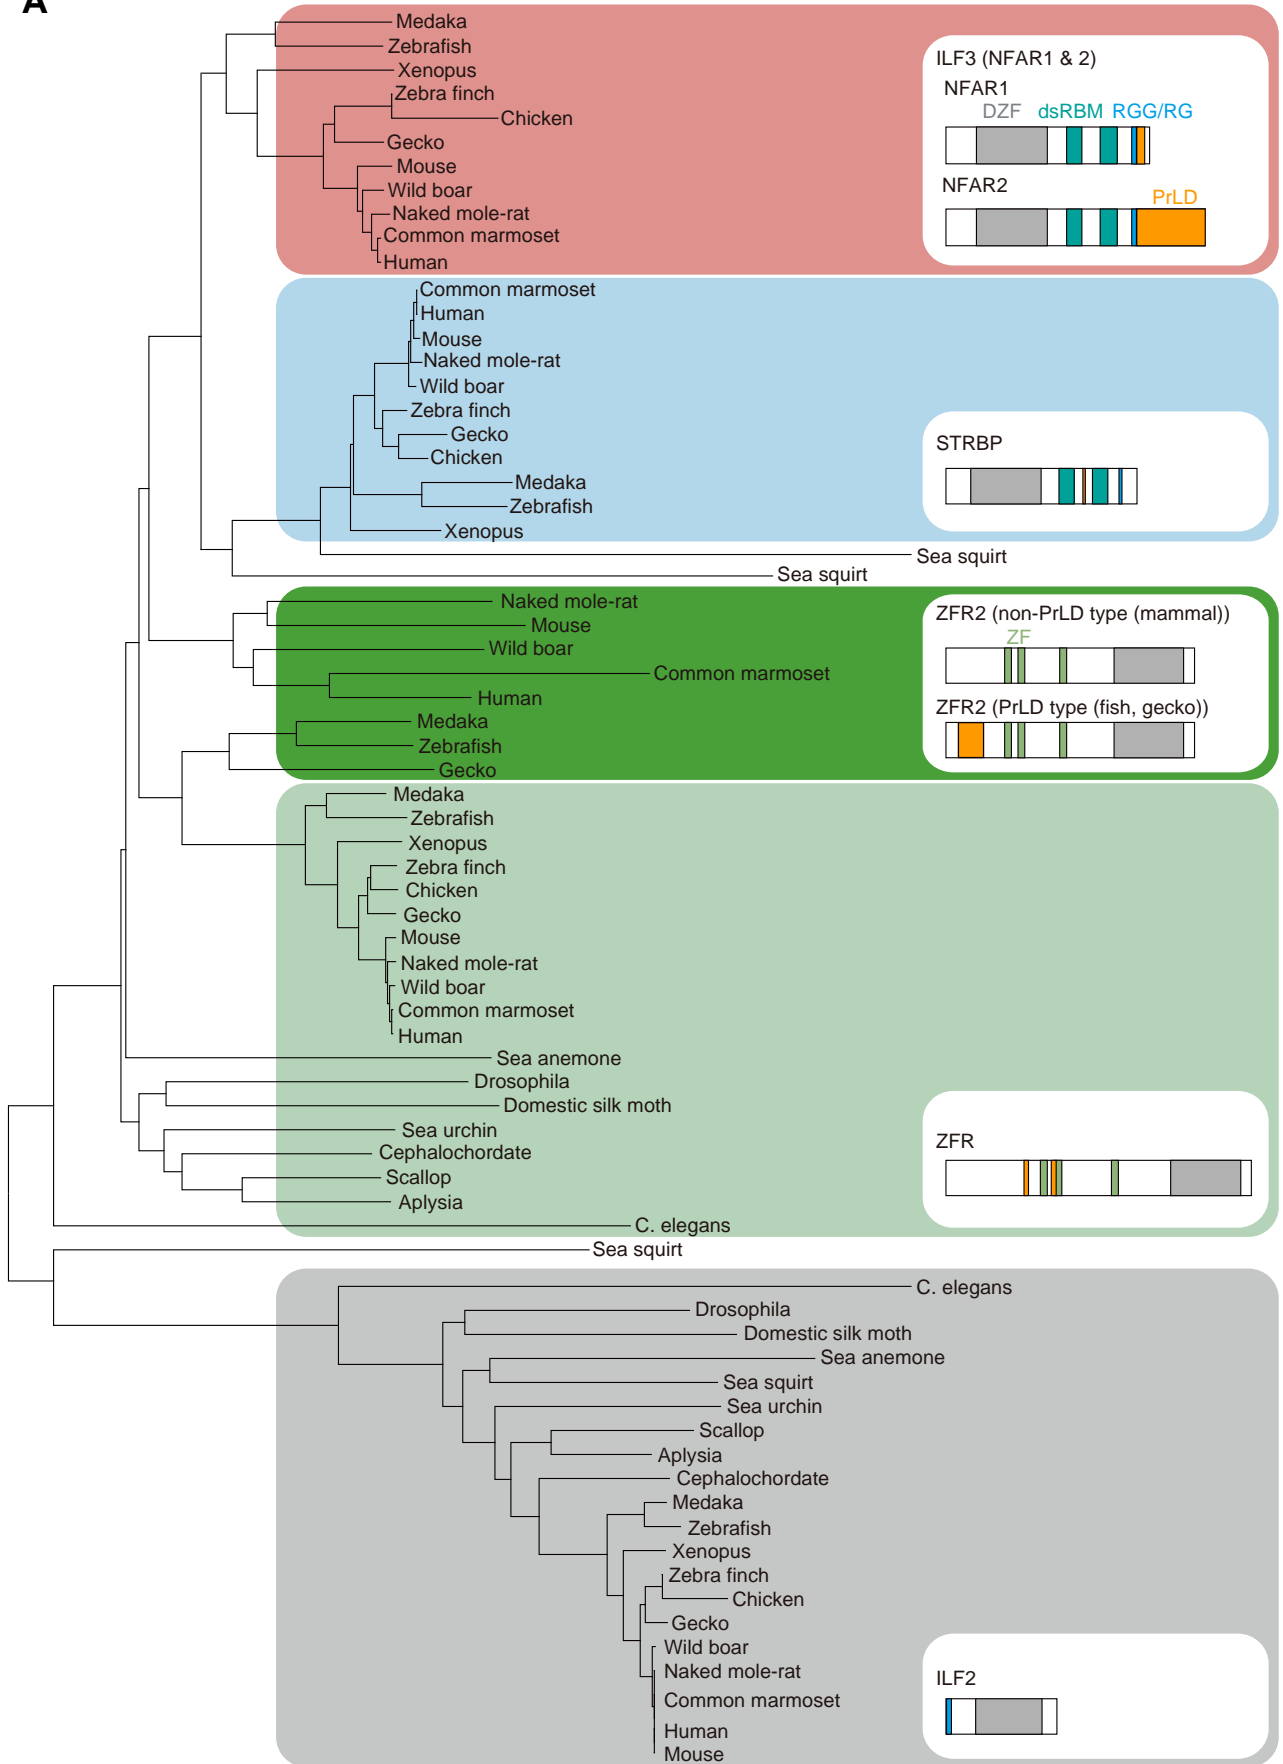 A
Medaka
Zebrafish
Xenopus
Zebra finch
Chicken
Gecko
Mouse
Wild boar
Naked mole-rat
Common marmoset
Human
ILF3 (NFAR1 & 2)
NFAR1
DZF dsRBM RGG/RG
NFAR2
PrLD
Common marmoset
Human
Mouse
Naked mole-rat
Wild boar
Zebra finch
Gecko
Chicken
Medaka
Zebrafish
Xenopus
STRBP
Sea squirt
Sea squirt
Naked mole-rat
Mouse
Wild boar
Common marmoset
Human
Medaka
Zebrafish
Gecko
ZFR2 (non-PrLD type (mammal))
ZF
ZFR2 (PrLD type (fish, gecko))
Medaka
Zebrafish
Xenopus
Zebra finch
Chicken
Gecko
Mouse
Naked mole-rat
Wild boar
Common marmoset
Human
Sea anemone
Drosophila
Domestic silk moth
Sea urchin
Cephalochordate
Scallop
Aplysia
C. elegans
ZFR
Sea squirt
C. elegans
Drosophila
Domestic silk moth
Sea anemone
Sea squirt
Sea urchin
Scallop
Aplysia
Cephalochordate
Medaka
Zebrafish
Xenopus
Zebra finch
Chicken
Gecko
Wild boar
Naked mole-rat
Common marmoset
Human
Mouse
ILF2